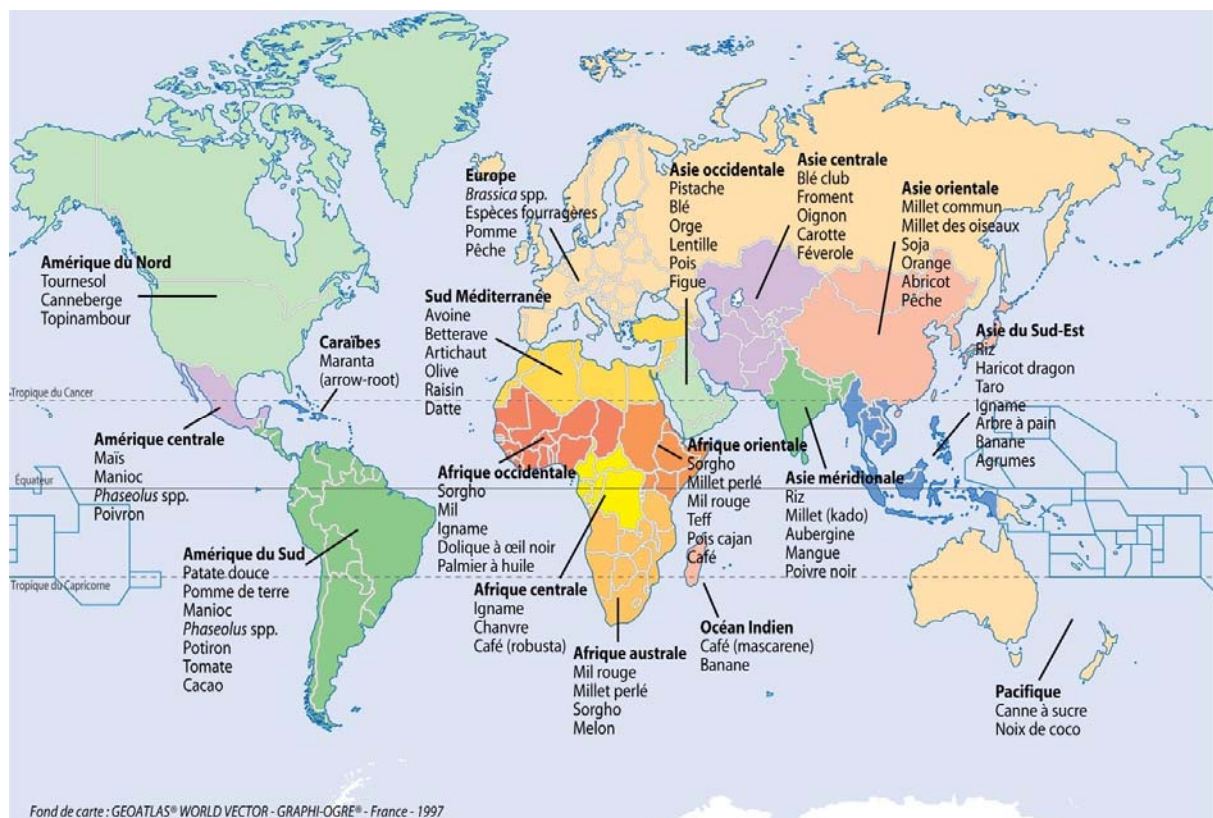 Europe
Brassica spp.
Espèces fourragères
Pomme
Pêche
Asie occidentale
Pistache
Blé
Orge
Lentille
Pois
Figue
Asie centrale
Blé club
Froment
Oignon
Carotte
Féverole
Asie orientale
Millet commun
Millet des oiseaux
Soja
Orange
Abricot
Pêche
Amérique du Nord
Tournesol
Canneberge
Topinambour
Sud Méditerranée
Avoine
Betterave
Artichaut
Olive
Raisin
Datte
Caraïbes
Maranta
(arrow-root)
Asie du Sud-Est
Riz
Haricot dragon
Taro
Igname
Arbre à pain
Banane
Agrumes
Tropique du Cancer
Amérique centrale
Maïs
Manioc
Phaseolus spp.
Poivron
Équateur
Afrique occidentale
Sorgho
Mil
Igname
Dolique à œil noir
Palmier à huile
Afrique orientale
Sorgho
Millet perlé
Mil rouge
Teff
Pois cajan
Café
Asie méridionale
Riz
Millet (kado)
Aubergine
Mangue
Poivre noir
Amérique du Sud
Patate douce
Pomme de terre
Manioc
Phaseolus spp.
Potiron
Tomate
Cacao
Tropique du Capricorne
Afrique centrale
Igname
Chanvre
Café (robusta)
Afrique australe
Mil rouge
Millet perlé
Sorgho
Melon
Océan Indien
Café (mascarene)
Banane
Pacifique
Canne à sucre
Noix de coco
Fond de carte : GEOATLAS® WORLD VECTOR - GRAPHI-OGRE® - France - 1997